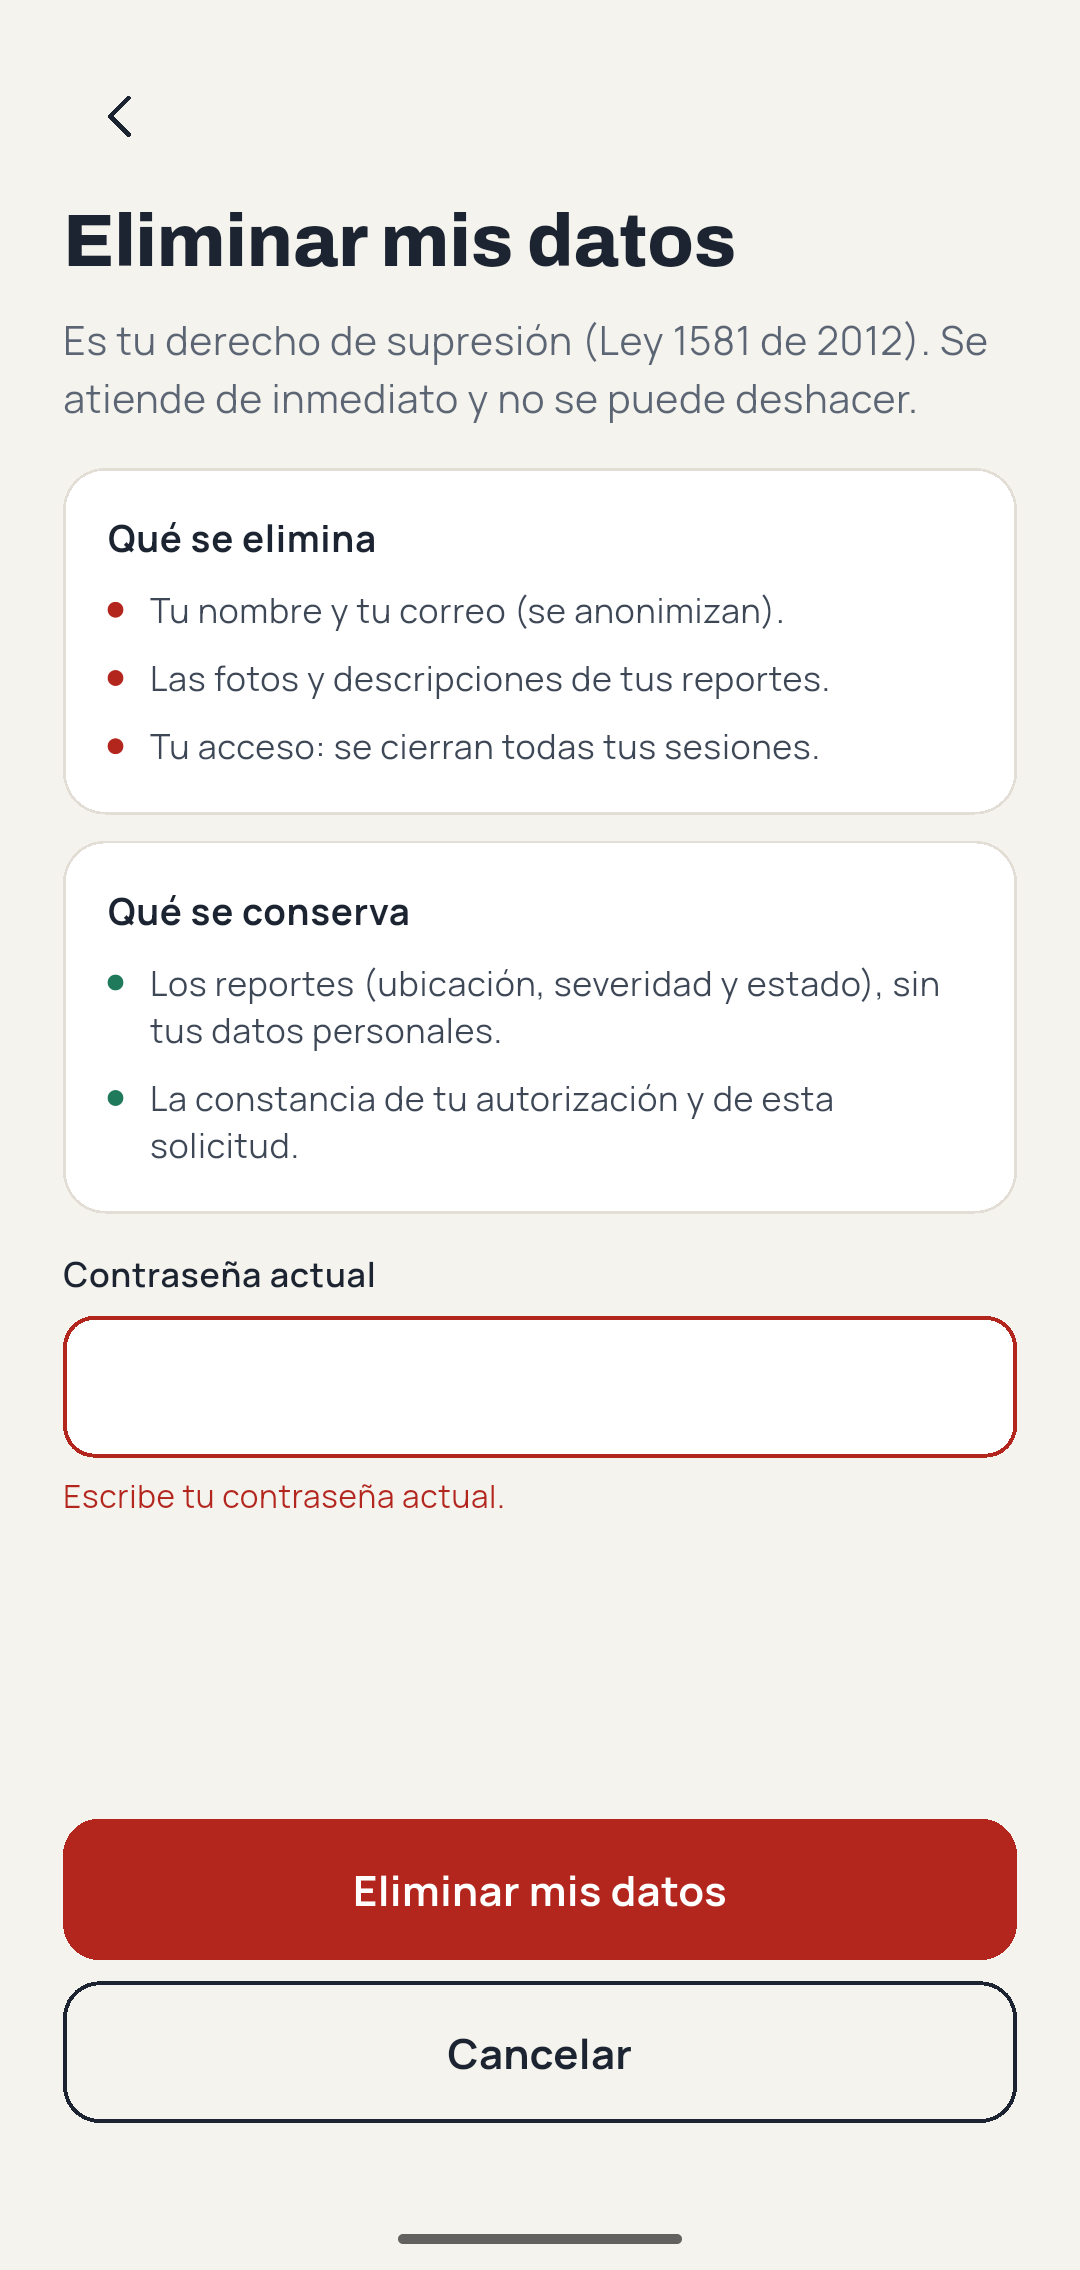 Eliminar mis datos
Es tu derecho de supresión (Ley 1581 de 2012). Se
atiende de inmediato y no se puede deshacer.
Qué se elimina
Tu nombre y tu correo (se anonimizan).
Las fotos y descripciones de tus reportes.
Tu acceso: se cierran todas tus sesiones.
Qué se conserva
Los reportes (ubicación, severidad y estado), sin
tus datos personales.
La constancia de tu autorización y de esta
solicitud.
Contraseña actual
Escribe tu contraseña actual.
Eliminar mis datos
Cancelar